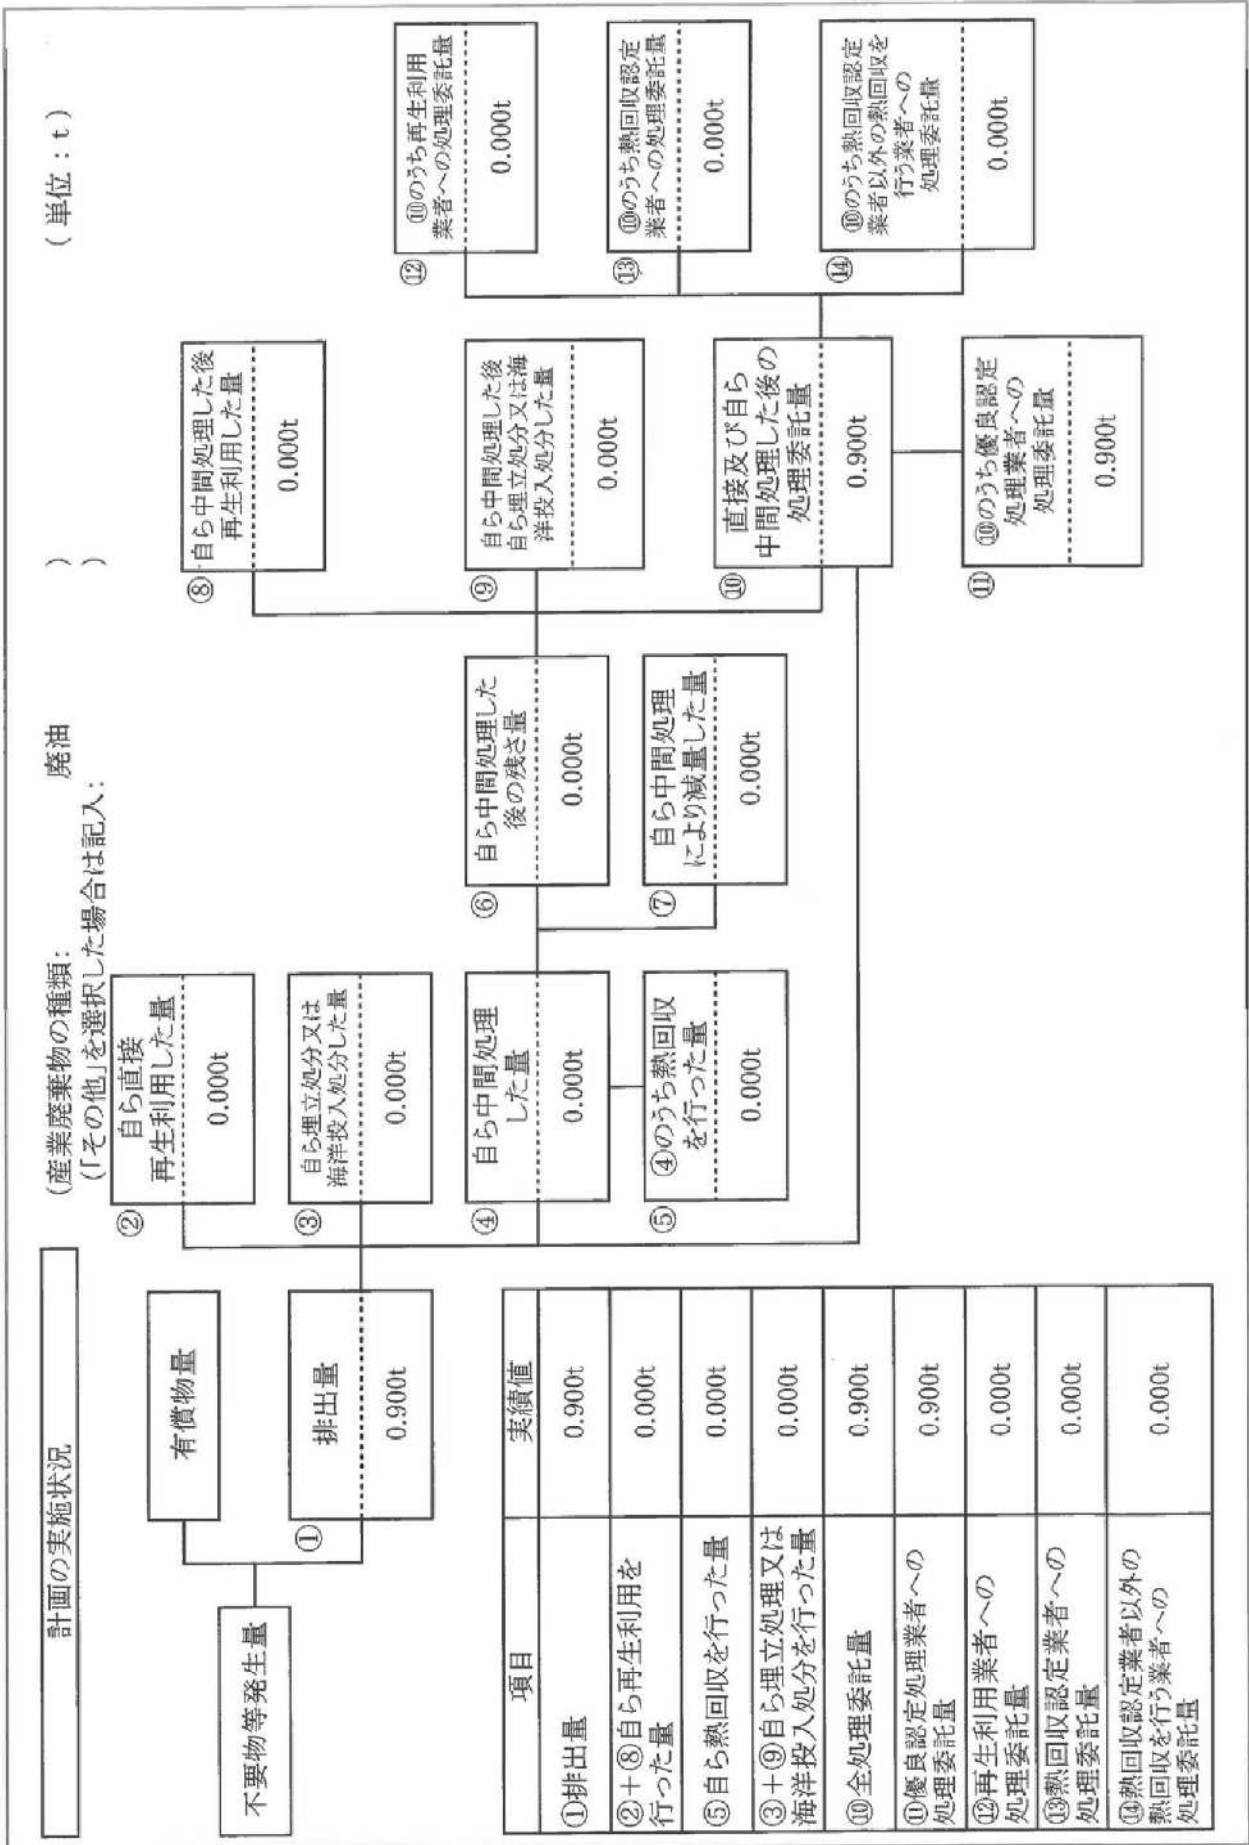 計画の実施状況
(産業廃棄物の種類: 廃油 )
(「その他」を選択した場合は記入: )
(単位:t)
不要物等発生量
有償物量
①
排出量
0.900t
②
自ら直接
再生利用した量
0.000t
③
自ら埋立処分又は
海洋投入処分した量
0.000t
④
自ら中間処理
した量
0.000t
⑤
④のうち熱回収
を行った量
0.000t
⑥
自ら中間処理した
後の残さ量
0.000t
⑦
自ら中間処理
により減量した量
0.000t
⑧
自ら中間処理した後
再生利用した量
0.000t
⑨
自ら中間処理した後
自ら埋立処分又は海
洋投入処分した量
0.000t
⑩
直接及び自ら
中間処理した後の
処理委託量
0.900t
⑪
⑩のうち優良認定
処理業者への
処理委託量
0.900t
⑫
⑩のうち再生利用
業者への処理委託量
0.000t
⑬
⑩のうち熱回収認定
業者への処理委託量
0.000t
⑭
⑩のうち熱回収認定
業者以外の熱回収を
行う業者への
処理委託量
0.000t
項目 実績値
①排出量 0.900t
②+⑧自ら再生利用を
行った量 0.000t
⑤自ら熱回収を行った量 0.000t
③+⑨自ら埋立処理又は
海洋投入処分を行った量 0.000t
⑩全処理委託量 0.900t
⑪優良認定処理業者への
処理委託量 0.900t
⑫再生利用業者への
処理委託量 0.000t
⑬熱回収認定業者への
処理委託量 0.000t
⑭熱回収認定業者以外の
熱回収を行う業者への
処理委託量 0.000t